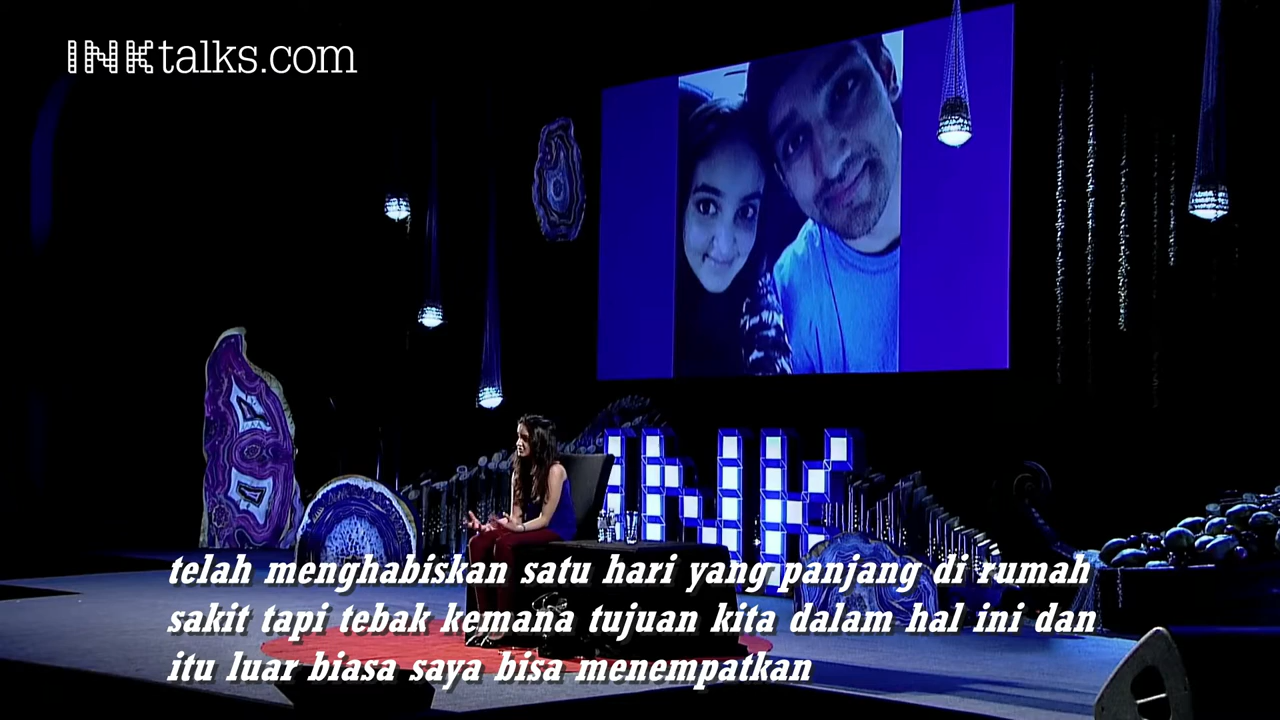 INKtalks.com
INK
telah menghabiskan satu hari yang panjang di rumah
sakit tapi tebak kemana tujuan kita dalam hal ini dan
itu luar biasa saya bisa menempatkan